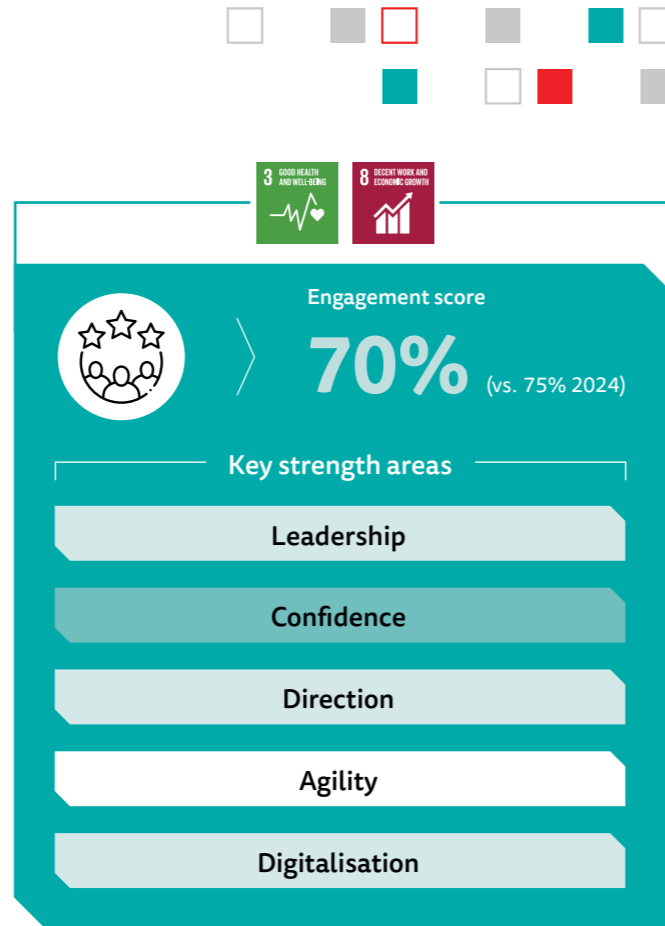 3 GOOD HEALTH
AND WELL-BEING
8 DECENT WORK AND
ECONOMIC GROWTH
Engagement score
70% (vs. 75% 2024)
Key strength areas
Leadership
Confidence
Direction
Agility
Digitalisation